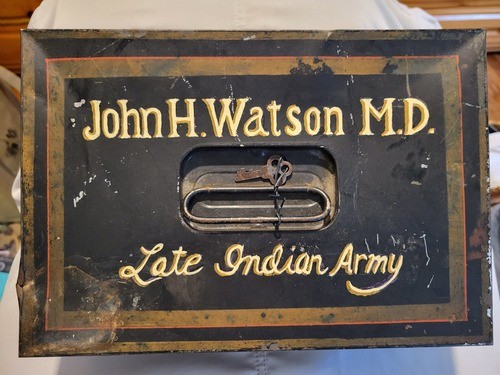 John H. Watson M.D.
Late Indian Army